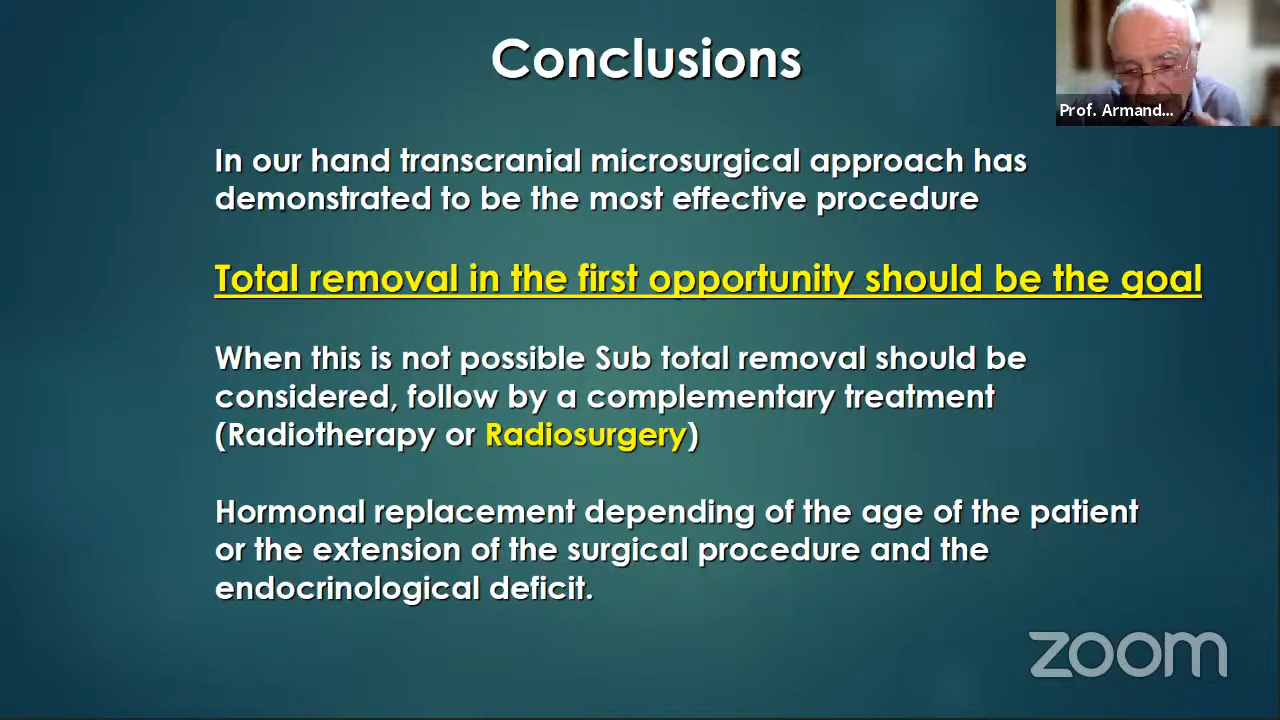 Conclusions
Prof. Armand...
In our hand transcranial microsurgical approach has
demonstrated to be the most effective procedure
Total removal in the first opportunity should be the goal
When this is not possible Sub total removal should be
considered, follow by a complementary treatment
(Radiotherapy or Radiosurgery)
Hormonal replacement depending of the age of the patient
or the extension of the surgical procedure and the
endocrinological deficit.
zoom